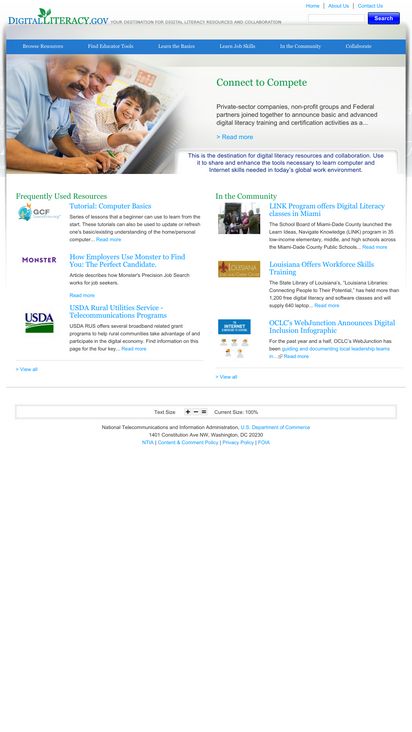 Home | About Us | Contact Us
DIGITALLITERACY.GOV YOUR DESTINATION FOR DIGITAL LITERACY RESOURCES AND COLLABORATION
Search
Browse Resources Find Educator Tools Learn the Basics Learn Job Skills In the Community Collaborate
Connect to Compete
Private-sector companies, non-profit groups and Federal
partners joined together to announce basic and advanced
digital literacy training and certification activities as a...
> Read more
This is the destination for digital literacy resources and collaboration. Use
it to share and enhance the tools necessary to learn computer and
Internet skills needed in today's global work environment.
Frequently Used Resources
GCF
Tutorial: Computer Basics
Series of lessons that a beginner can use to learn from the
start. These tutorials can also be used to update or refresh
one's basic/existing understanding of the home/personal
computer... Read more
MONSTER
How Employers Use Monster to Find
You: The Perfect Candidate.
Article describes how Monster's Precision Job Search
works for job seekers.
Read more
USDA
USDA Rural Utilities Service -
Telecommunications Programs
USDA RUS offers several broadband related grant
programs to help rural communities take advantage of and
participate in the digital economy. Find information on this
page for the four key... Read more
> View all
In the Community
LINK Program offers Digital Literacy
classes in Miami
The School Board of Miami-Dade County launched the
Learn Ideas, Navigate Knowledge (LINK) program in 35
low-income elementary, middle, and high schools across
the Miami-Dade County Public Schools... Read more
LOUISIANA
Louisiana Offers Workforce Skills
Training
The State Library of Louisiana's, "Louisiana Libraries:
Connecting People to Their Potential," has held more than
1,200 free digital literacy and software classes and will
supply 640 laptop... Read more
INTERNET
OCLC's WebJunction Announces Digital
Inclusion Infographic
For the past year and a half, OCLC's WebJunction has
been guiding and documenting local leadership teams
in... Read more
> View all
Text Size + − = Current Size: 100%
National Telecommunications and Information Administration, U.S. Department of Commerce
1401 Constitution Ave NW, Washington, DC 20230
NTIA | Content & Comment Policy | Privacy Policy | FOIA